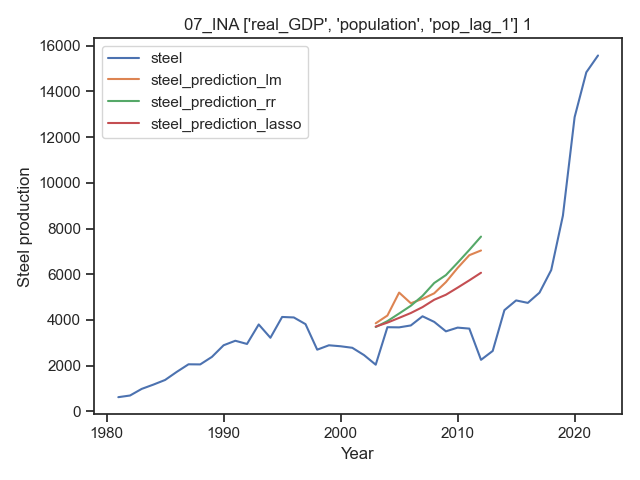 07_INA ['real_GDP', 'population', 'pop_lag_1'] 1
steel
steel_prediction_lm
steel_prediction_rr
steel_prediction_lasso
Steel production
16000
14000
12000
10000
8000
6000
4000
2000
0
1980 1990 2000 2010 2020
Year